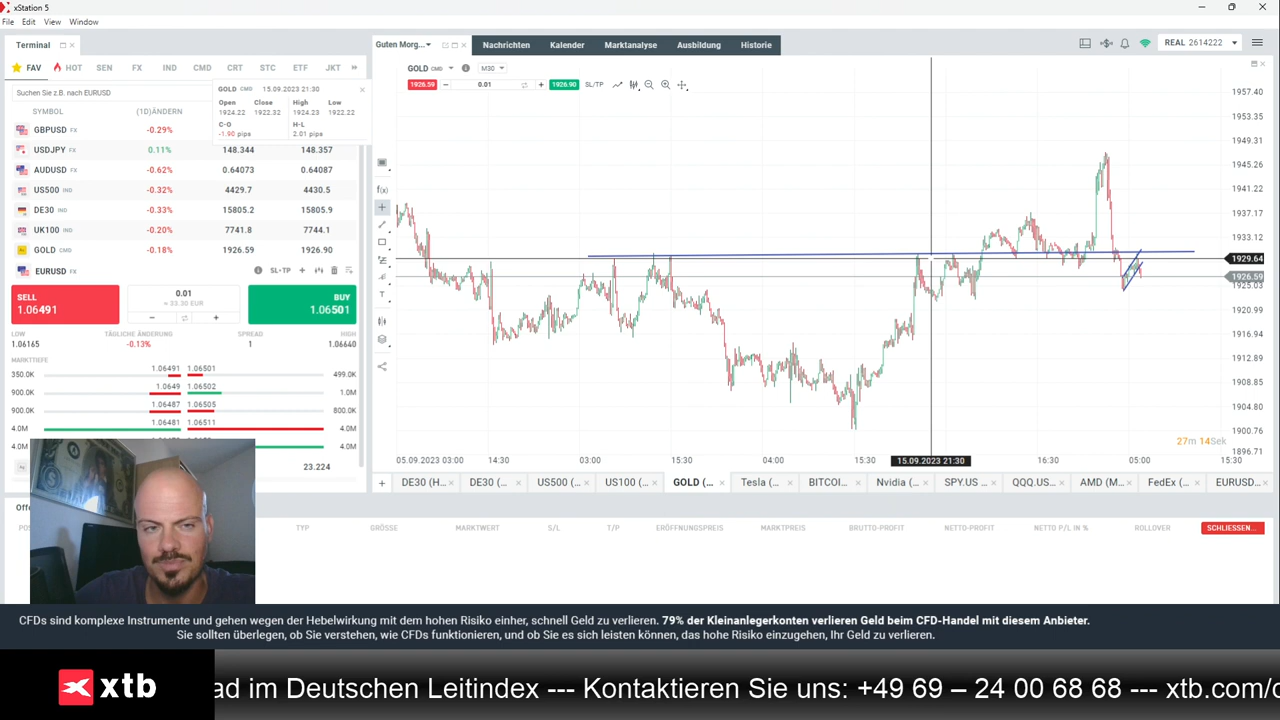 xStation 5
File Edit View Window
Terminal
FAV HOT SEN FX IND CMD CRT STC ETF JKT
Suchen Sie z.B. nach EURUSD
SYMBOL (1D)ÄNDERN
GBPUSD FX -0.29%
USDJPY FX 0.11% 148.344 148.357
AUDUSD FX -0.62% 0.64073 0.64087
US500 IND -0.32% 4429.7 4430.5
DE30 IND -0.33% 15805.2 15805.9
UK100 IND -0.20% 7741.8 7744.1
GOLD CMD -0.18% 1926.59 1926.90
EURUSD FX SL-TP
SELL
1.06491
0.01
≈ 33.30 EUR
BUY
1.06501
LOW TÄGLICHE ÄNDERUNG SPREAD HIGH
1.06165 -0.13% 1 1.06640
MARKTTIEFE
350.0K 1.06491 1.06501 499.0K
900.0K 1.0649 1.06502 1.0M
900.0K 1.06487 1.06505 800.0K
4.0M 1.06481 1.06511 4.0M
4.0M 4.0M
23.224
GOLD CMD 15.09.2023 21:30
Open Close High Low
1924.22 1922.32 1924.23 1922.22
C-O H-L
-1.90 pips 2.01 pips
Guten Morg... Nachrichten Kalender Marktanalyse Ausbildung Historie
REAL 2614222
GOLD CMD M30
1926.59 0.01 1926.90 SL/TP
f(x)
T
1957.40
1953.35
1949.31
1945.26
1941.22
1937.17
1933.12
1929.64
1926.59
1925.03
1920.99
1916.94
1912.89
1908.85
1904.80
1900.76
1896.71
27m 14Sek
05.09.2023 03:00 14:30 03:00 15:30 04:00 15:30 15.09.2023 21:30 16:30 05:00 15:30
DE30 (H... DE30 (... US500 (... US100 (... GOLD (... Tesla (... BITCOI... Nvidia (... SPY.US ... QQQ.US... AMD (M... FedEx (... EURUSD...
TYP GRÖSSE MARKTWERT S/L T/P ERÖFFNUNGSPREIS MARKTPREIS BRUTTO-PROFIT NETTO-PROFIT NETTO P/L IN % ROLLOVER SCHLIESSEN...
CFDs sind komplexe Instrumente und gehen wegen der Hebelwirkung mit dem hohen Risiko einher, schnell Geld zu verlieren. 79% der Kleinanlegerkonten verlieren Geld beim CFD-Handel mit diesem Anbieter.
Sie sollten überlegen, ob Sie verstehen, wie CFDs funktionieren, und ob Sie es sich leisten können, das hohe Risiko einzugehen, Ihr Geld zu verlieren.
xtb
ad im Deutschen Leitindex --- Kontaktieren Sie uns: +49 69 – 24 00 68 68 --- xtb.com/